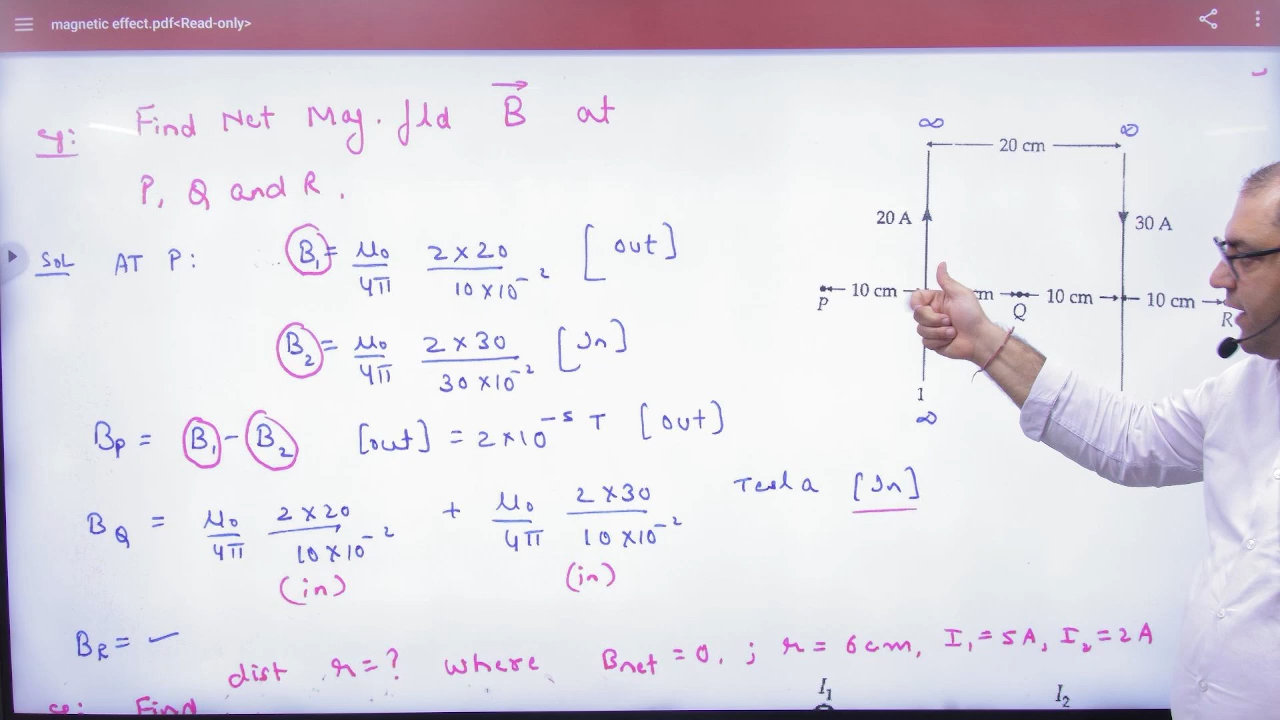 magnetic effect.pdf<Read-only>
Find Net Mag. fld B⃗ at
P, Q and R.
∞ ∞
20 cm
20 A 30 A
P 10 cm cm Q 10 cm 10 cm R
1
∞
Sol AT P: B₁ = μ₀/4π 2×20/10×10⁻² [out]
B₂ = μ₀/4π 2×30/30×10⁻² [In]
Bp = B₁ - B₂ [out] = 2×10⁻⁵ T [out]
B_Q = μ₀/4π 2×20/10×10⁻² + μ₀/4π 2×30/10×10⁻² Tesla [In]
(in) (in)
B_R =
dist r = ? where Bnet = 0, ; r = 6cm, I₁ = 5A, I₂ = 2A
Find
I₁ I₂